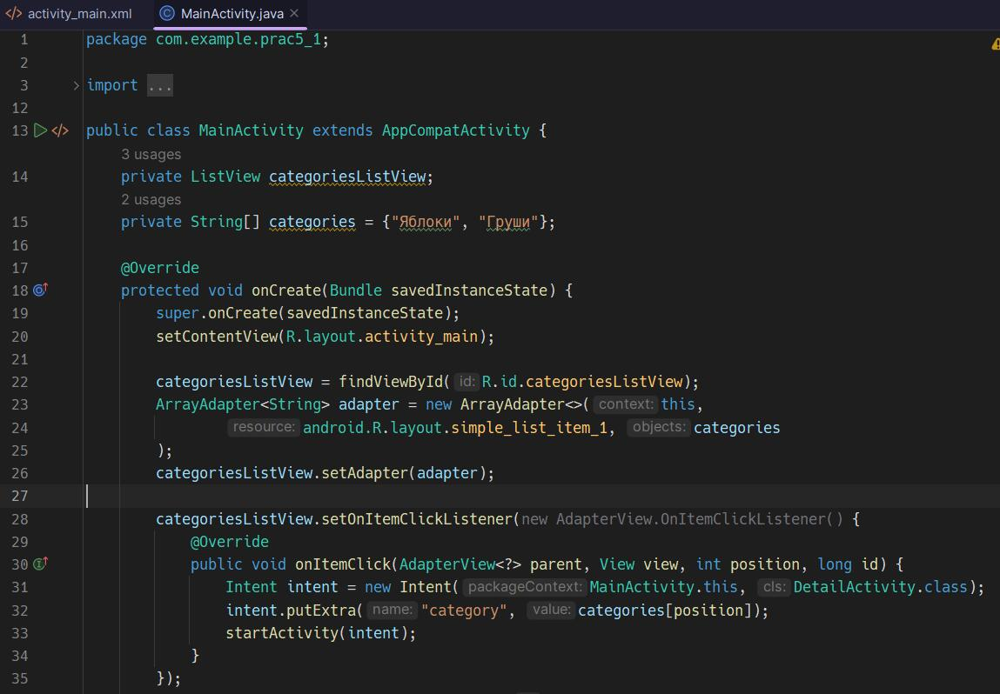 activity_main.xml MainActivity.java
1 package com.example.prac5_1;
2
3 import ...
12
13 public class MainActivity extends AppCompatActivity {
3 usages
14 private ListView categoriesListView;
2 usages
15 private String[] categories = {"Яблоки", "Груши"};
16
17 @Override
18 protected void onCreate(Bundle savedInstanceState) {
19 super.onCreate(savedInstanceState);
20 setContentView(R.layout.activity_main);
21
22 categoriesListView = findViewById( id: R.id.categoriesListView);
23 ArrayAdapter<String> adapter = new ArrayAdapter<>( context: this,
24 resource: android.R.layout.simple_list_item_1, objects: categories
25 );
26 categoriesListView.setAdapter(adapter);
27
28 categoriesListView.setOnItemClickListener(new AdapterView.OnItemClickListener() {
29 @Override
30 public void onItemClick(AdapterView<?> parent, View view, int position, long id) {
31 Intent intent = new Intent( packageContext: MainActivity.this, cls: DetailActivity.class);
32 intent.putExtra( name: "category", value: categories[position]);
33 startActivity(intent);
34 }
35 });